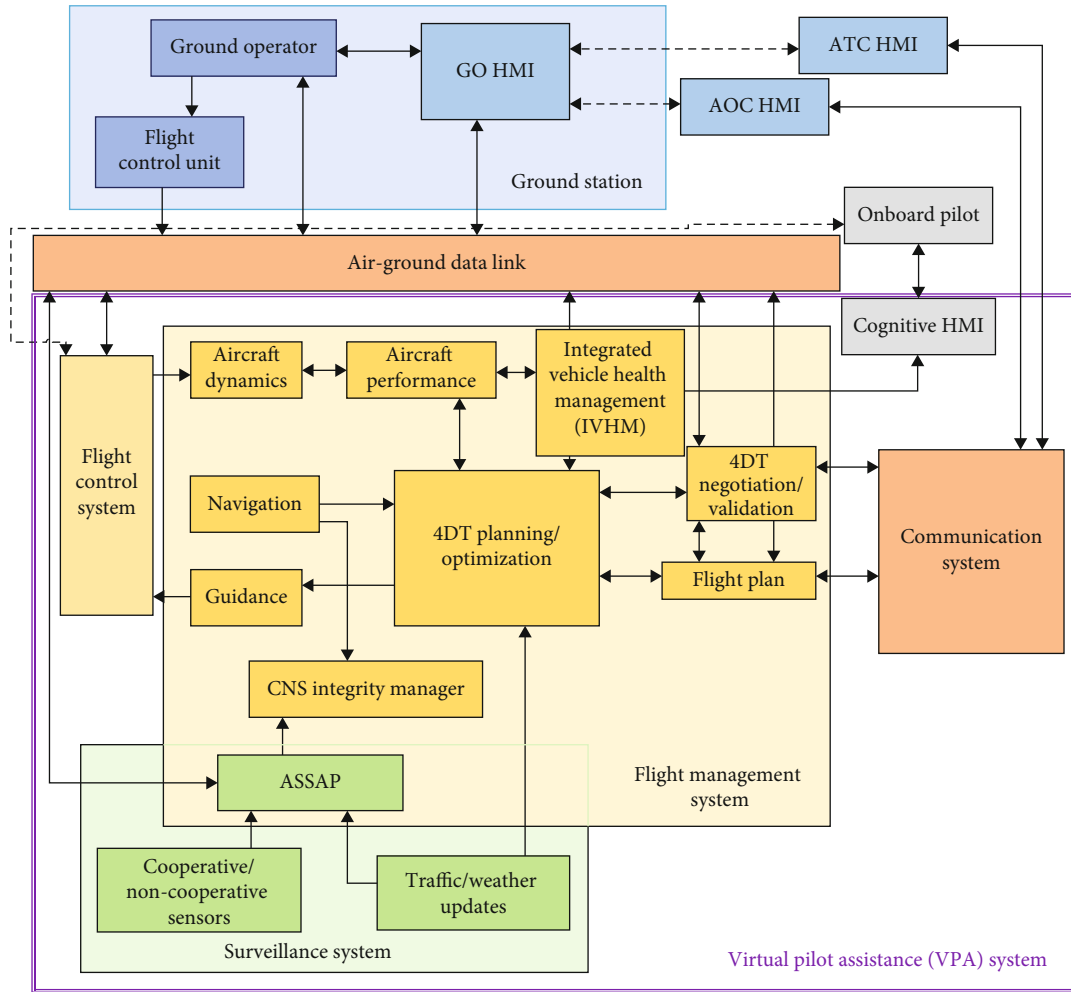 Ground operator
GO HMI
ATC HMI
AOC HMI
Flight
control unit
Ground station
Onboard pilot
Air-ground data link
Cognitive HMI
Aircraft
dynamics
Aircraft
performance
Integrated
vehicle health
management
(IVHM)
Flight
control
system
Navigation
4DT planning/
optimization
4DT
negotiation/
validation
Communication
system
Guidance
Flight plan
CNS integrity manager
ASSAP
Flight management
system
Cooperative/
non-cooperative
sensors
Traffic/weather
updates
Surveillance system
Virtual pilot assistance (VPA) system